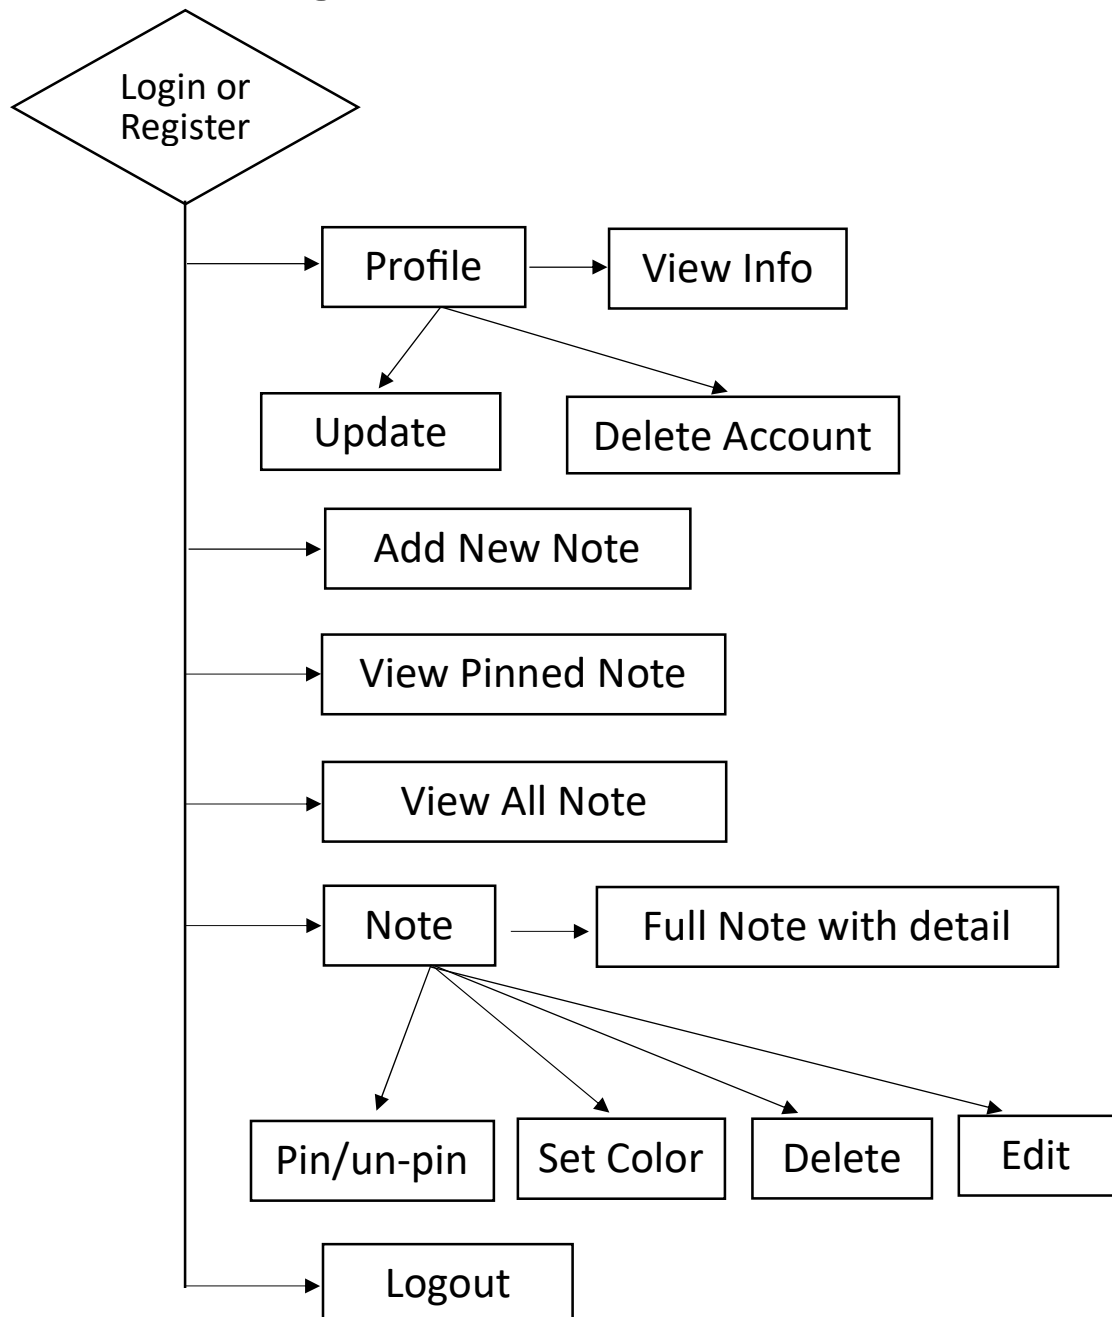 Login or
Register
Profile
View Info
Update
Delete Account
Add New Note
View Pinned Note
View All Note
Note
Full Note with detail
Pin/un-pin
Set Color
Delete
Edit
Logout